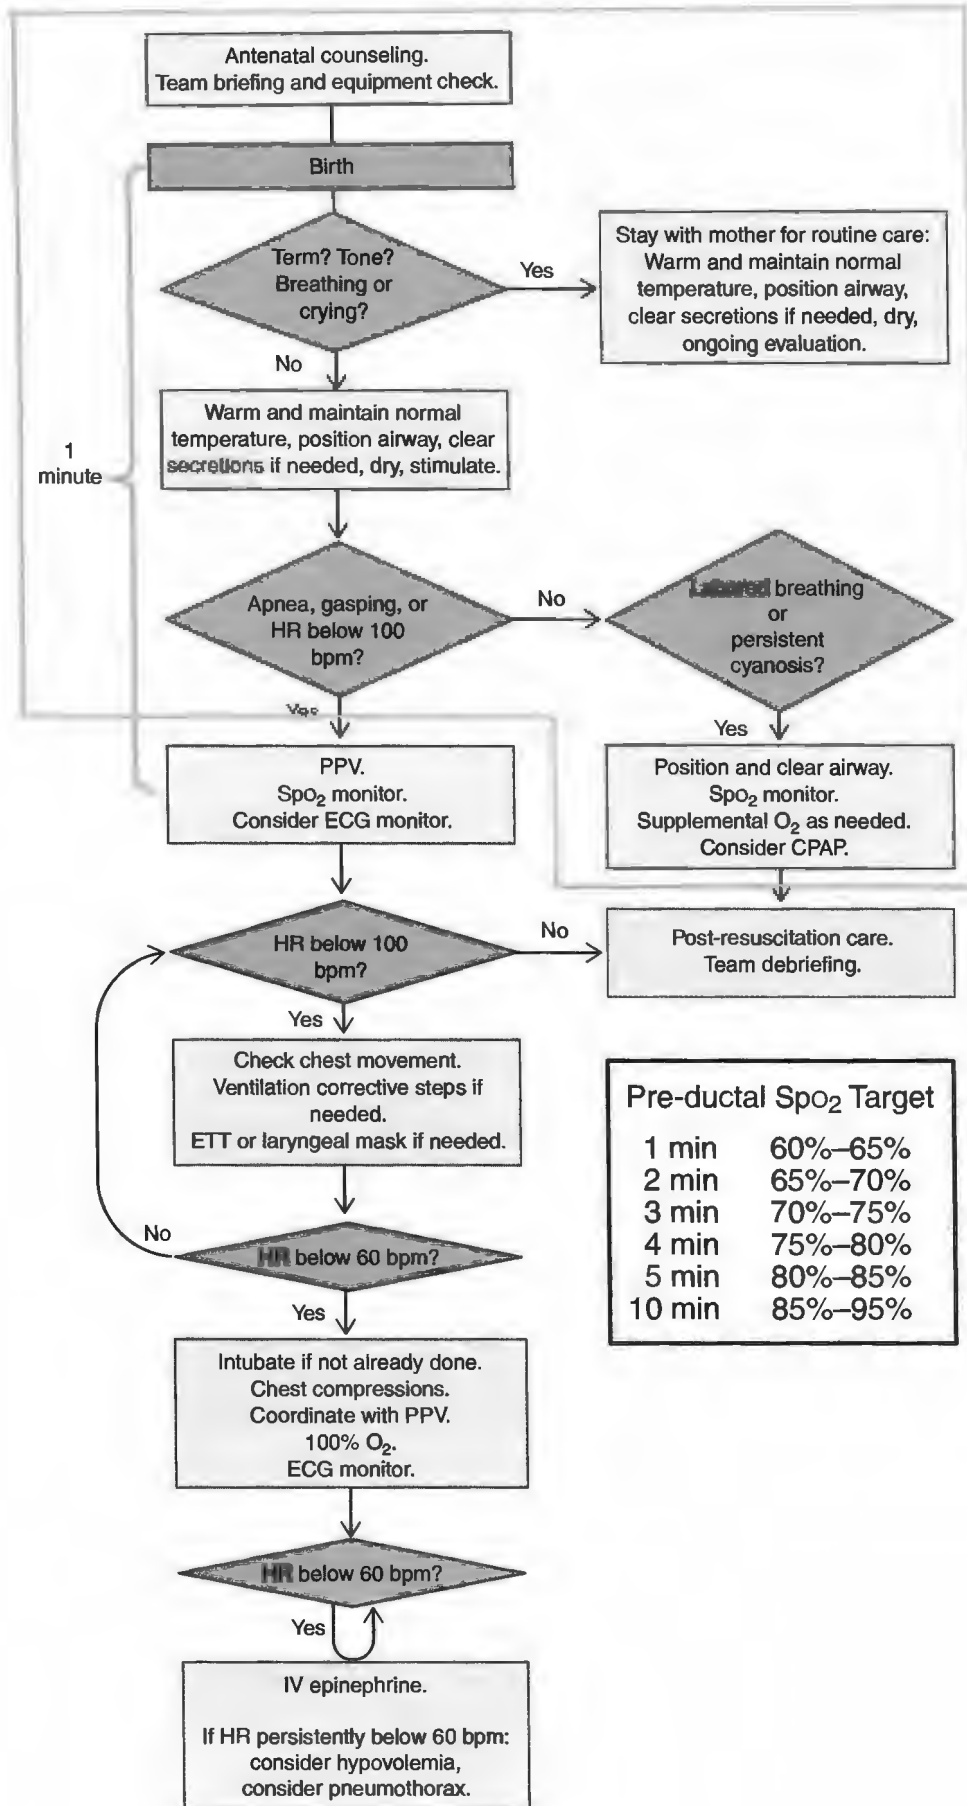 Antenatal counseling.
Team briefing and equipment check.
Birth
Term? Tone?
Breathing or
crying?
Yes
Stay with mother for routine care:
Warm and maintain normal
temperature, position airway,
clear secretions if needed, dry,
ongoing evaluation.
No
Warm and maintain normal
temperature, position airway, clear
secretions if needed, dry, stimulate.
1
minute
Apnea, gasping, or
HR below 100
bpm?
No
Labored breathing
or
persistent
cyanosis?
Yes
Yes
PPV.
Spo₂ monitor.
Consider ECG monitor.
Position and clear airway.
Spo₂ monitor.
Supplemental O₂ as needed.
Consider CPAP.
HR below 100
bpm?
No
Post-resuscitation care.
Team debriefing.
Yes
Check chest movement.
Ventilation corrective steps if
needed.
ETT or laryngeal mask if needed.
No
HR below 60 bpm?
Yes
Pre-ductal Spo₂ Target
1 min 60%–65%
2 min 65%–70%
3 min 70%–75%
4 min 75%–80%
5 min 80%–85%
10 min 85%–95%
Intubate if not already done.
Chest compressions.
Coordinate with PPV.
100% O₂.
ECG monitor.
HR below 60 bpm?
Yes
IV epinephrine.
If HR persistently below 60 bpm:
consider hypovolemia,
consider pneumothorax.